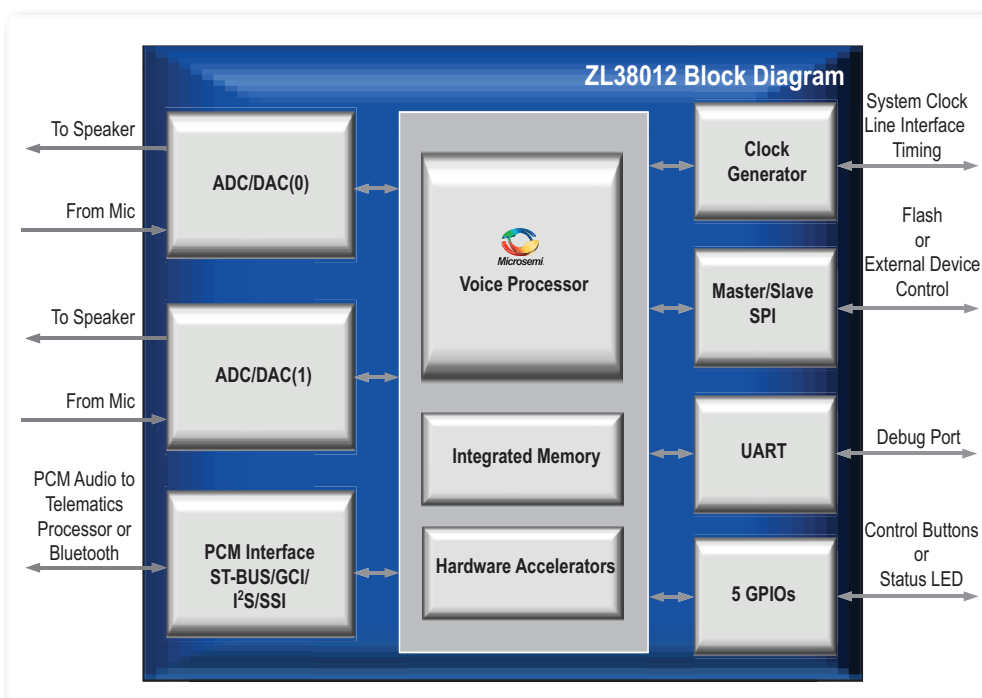 ZL38012 Block Diagram
To Speaker
From Mic
ADC/DAC(0)
To Speaker
From Mic
ADC/DAC(1)
PCM Audio to
Telematics
Processor or
Bluetooth
PCM Interface
ST-BUS/GCI/
I²S/SSI
Microsemi.
Voice Processor
Integrated Memory
Hardware Accelerators
Clock
Generator
System Clock
Line Interface
Timing
Master/Slave
SPI
Flash
or
External Device
Control
UART
Debug Port
5 GPIOs
Control Buttons
or
Status LED